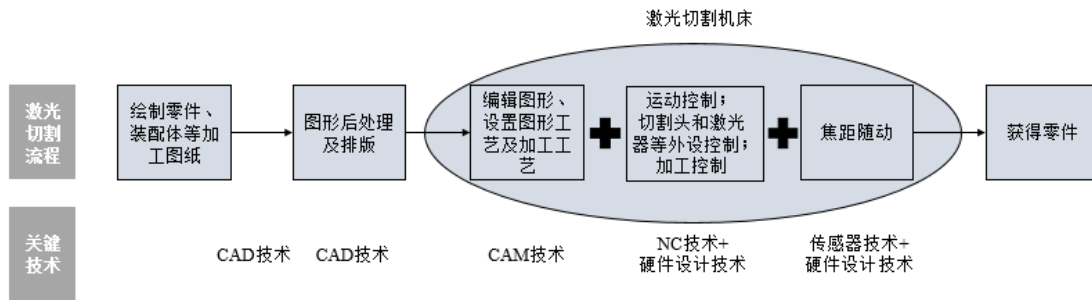 激光切割机床
激光
切割
流程
绘制零件、
装配体等加
工图纸
图形后处理
及排版
编辑图形、
设置图形工
艺及加工工
艺
运动控制；
切割头和激光
器等外设控制；
加工控制
焦距随动
获得零件
关键
技术
CAD技术
CAD技术
CAM技术
NC技术+
硬件设计技术
传感器技术+
硬件设计技术